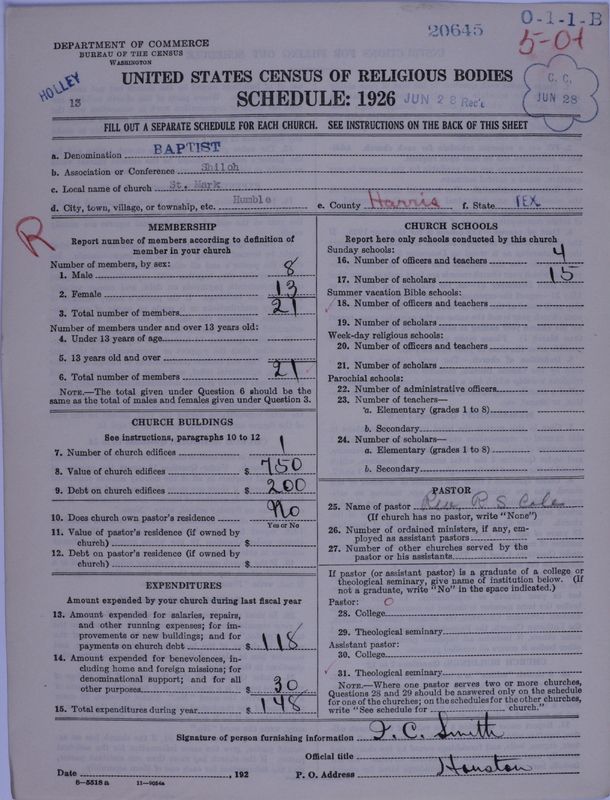 20645
0-1-1-B
5-01
DEPARTMENT OF COMMERCE
BUREAU OF THE CENSUS
WASHINGTON
HOLLEY
13
UNITED STATES CENSUS OF RELIGIOUS BODIES
SCHEDULE: 1926
JUN 28 Rec'd
C. C.
JUN 28
FILL OUT A SEPARATE SCHEDULE FOR EACH CHURCH. SEE INSTRUCTIONS ON THE BACK OF THIS SHEET
a. Denomination BAPTIST
b. Association or Conference Shiloh
c. Local name of church St. Mark
d. City, town, village, or township, etc. Humble e. County Harris f. State TEX
R
MEMBERSHIP
Report number of members according to definition of
member in your church
Number of members, by sex:
1. Male 8
2. Female 13
3. Total number of members 21
Number of members under and over 13 years old:
4. Under 13 years of age
5. 13 years old and over
6. Total number of members 21
NOTE.—The total given under Question 6 should be the
same as the total of males and females given under Question 3.
CHURCH BUILDINGS
See instructions, paragraphs 10 to 12
7. Number of church edifices 1
8. Value of church edifices $ 750
9. Debt on church edifices $ 200
10. Does church own pastor's residence No
Yes or No
11. Value of pastor's residence (if owned by
church) $
12. Debt on pastor's residence (if owned by
church) $
EXPENDITURES
Amount expended by your church during last fiscal year
13. Amount expended for salaries, repairs,
and other running expenses; for im-
provements or new buildings; and for
payments on church debt $ 118
14. Amount expended for benevolences, in-
cluding home and foreign missions; for
denominational support; and for all
other purposes $ 30
15. Total expenditures during year $ 148
CHURCH SCHOOLS
Report here only schools conducted by this church
Sunday schools:
16. Number of officers and teachers 4
17. Number of scholars 15
Summer vacation Bible schools:
18. Number of officers and teachers
19. Number of scholars
Week-day religious schools:
20. Number of officers and teachers
21. Number of scholars
Parochial schools:
22. Number of administrative officers
23. Number of teachers—
a. Elementary (grades 1 to 8)
b. Secondary
24. Number of scholars—
a. Elementary (grades 1 to 8)
b. Secondary
PASTOR
25. Name of pastor Rev. R S Cole
(If church has no pastor, write "None")
26. Number of ordained ministers, if any, em-
ployed as assistant pastors
27. Number of other churches served by the
pastor or his assistants
If pastor (or assistant pastor) is a graduate of a college or
theological seminary, give name of institution below. (If
not a graduate, write "No" in the space indicated.)
Pastor: O
28. College
29. Theological seminary
Assistant pastor:
30. College
31. Theological seminary
NOTE.—Where one pastor serves two or more churches,
Questions 28 and 29 should be answered only on the schedule
for one of the churches; on the schedules for the other churches,
write "See schedule for church."
Signature of person furnishing information J. C. Smith
Official title
Date , 192 P. O. Address Houston
8-5518 a 11-9054a